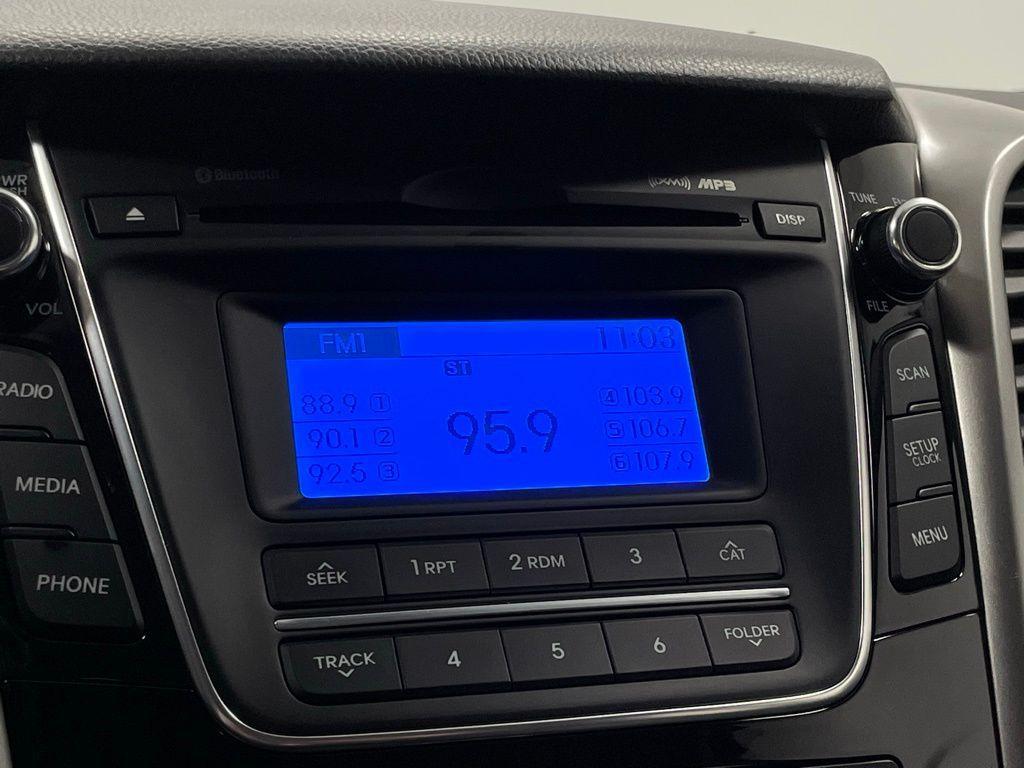 Bluetooth
((XM)) MP3
DISP
TUNE
FILE
VOL
RADIO
MEDIA
PHONE
SCAN
SETUP
CLOCK
MENU
FM1 11:03
ST
88.9 1
90.1 2
92.5 3
95.9
4 103.9
5 106.7
6 107.9
SEEK 1 RPT 2 RDM 3 CAT
TRACK 4 5 6 FOLDER